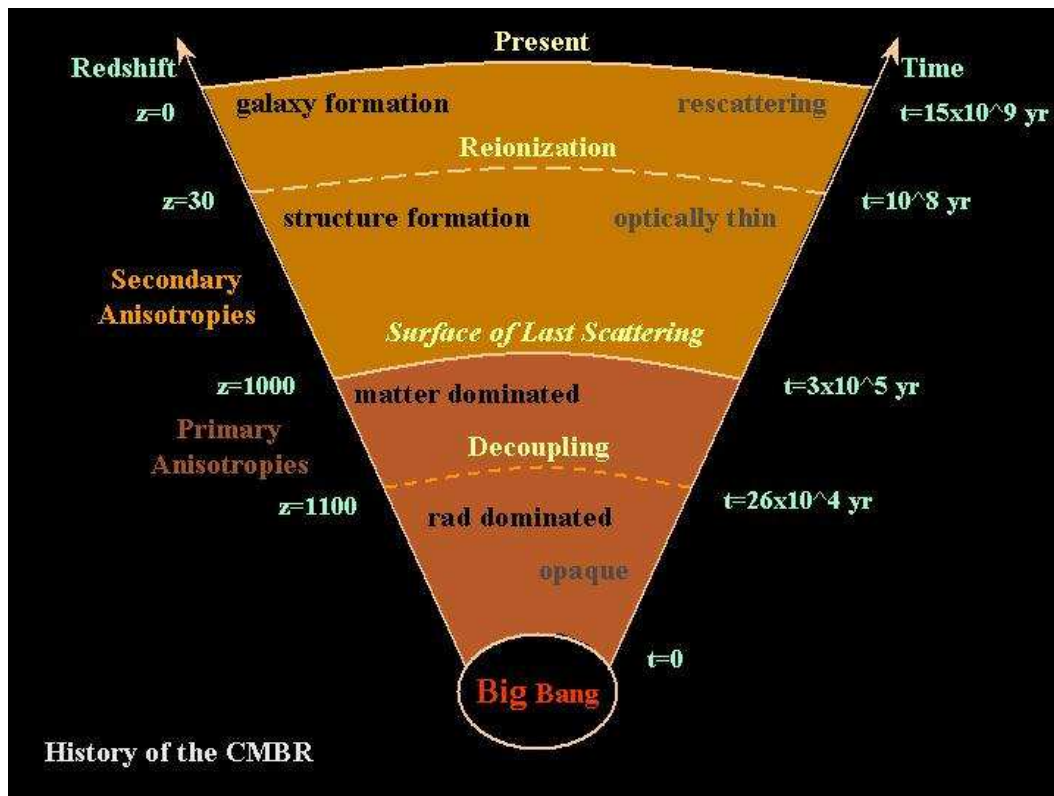 Present
Redshift
Time
z=0
galaxy formation
rescattering
t=15x10^9 yr
Reionization
z=30
t=10^8 yr
structure formation
optically thin
Secondary
Anisotropies
Surface of Last Scattering
z=1000
matter dominated
t=3x10^5 yr
Primary
Anisotropies
Decoupling
z=1100
t=26x10^4 yr
rad dominated
opaque
t=0
Big Bang
History of the CMBR